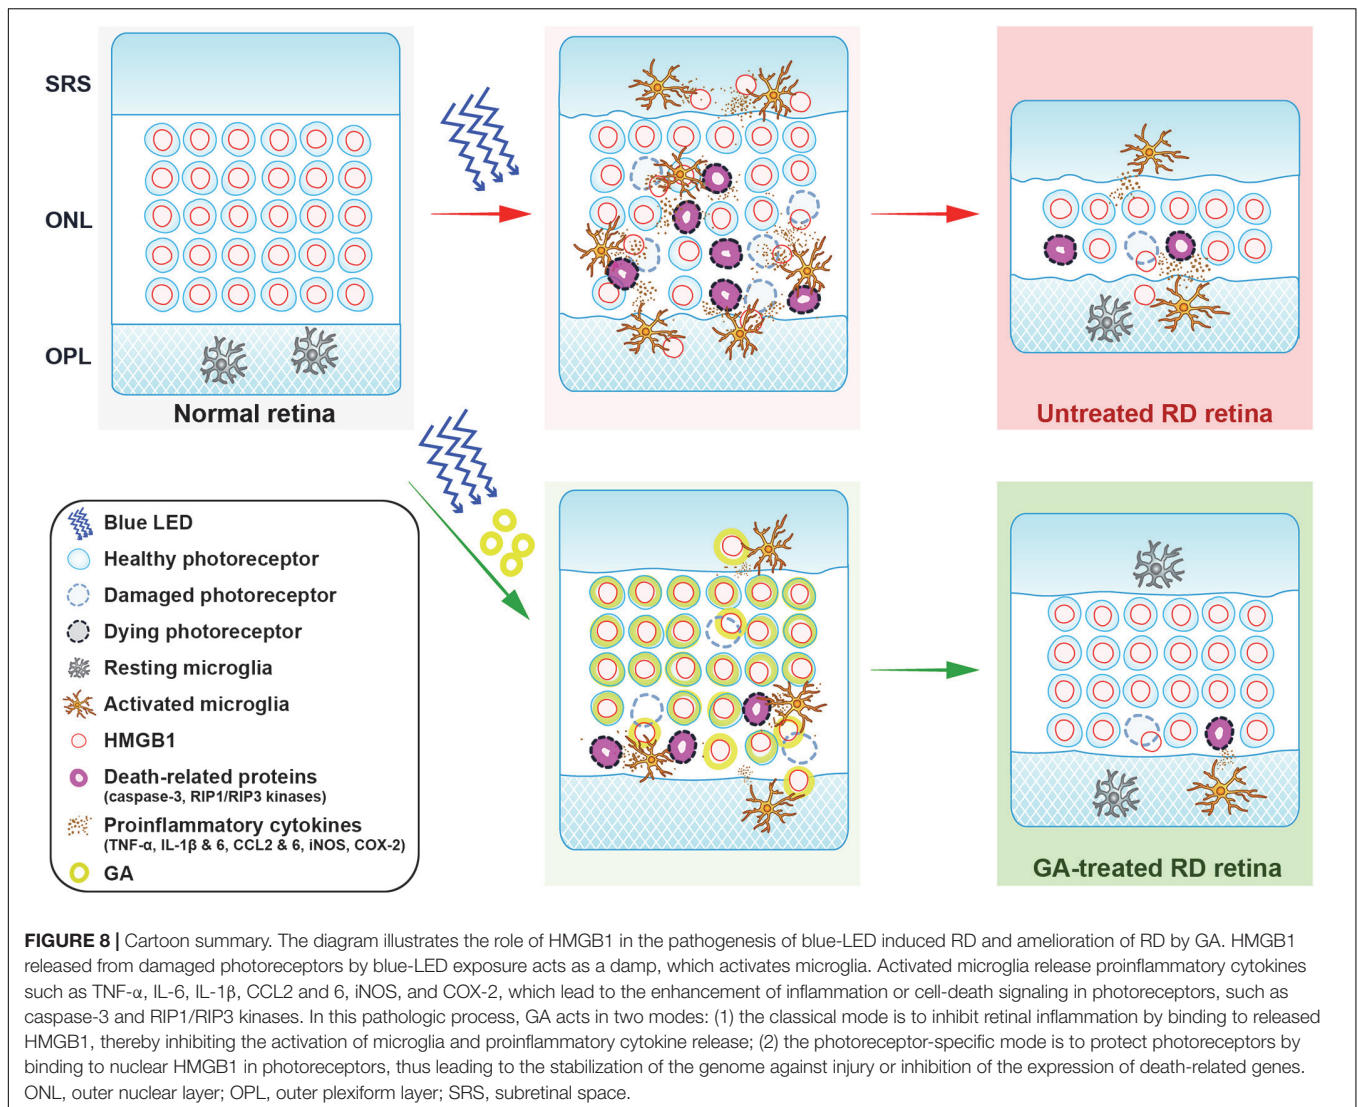 SRS
ONL
OPL
Normal retina
Untreated RD retina
Blue LED
Healthy photoreceptor
Damaged photoreceptor
Dying photoreceptor
Resting microglia
Activated microglia
HMGB1
Death-related proteins
(caspase-3, RIP1/RIP3 kinases)
Proinflammatory cytokines
(TNF-α, IL-1β & 6, CCL2 & 6, iNOS, COX-2)
GA
GA-treated RD retina
FIGURE 8 | Cartoon summary. The diagram illustrates the role of HMGB1 in the pathogenesis of blue-LED induced RD and amelioration of RD by GA. HMGB1
released from damaged photoreceptors by blue-LED exposure acts as a damp, which activates microglia. Activated microglia release proinflammatory cytokines
such as TNF-α, IL-6, IL-1β, CCL2 and 6, iNOS, and COX-2, which lead to the enhancement of inflammation or cell-death signaling in photoreceptors, such as
caspase-3 and RIP1/RIP3 kinases. In this pathologic process, GA acts in two modes: (1) the classical mode is to inhibit retinal inflammation by binding to released
HMGB1, thereby inhibiting the activation of microglia and proinflammatory cytokine release; (2) the photoreceptor-specific mode is to protect photoreceptors by
binding to nuclear HMGB1 in photoreceptors, thus leading to the stabilization of the genome against injury or inhibition of the expression of death-related genes.
ONL, outer nuclear layer; OPL, outer plexiform layer; SRS, subretinal space.